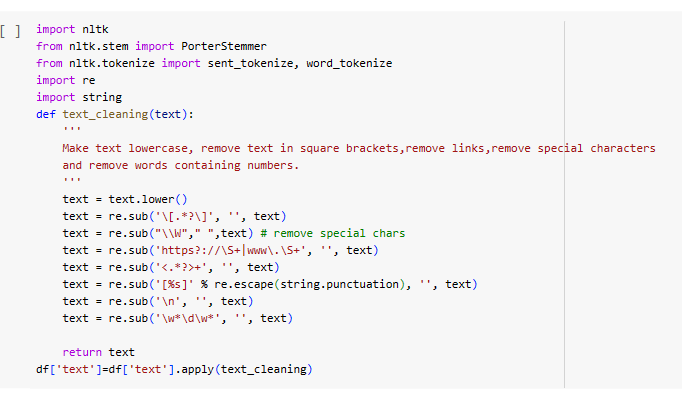 [ ] import nltk
from nltk.stem import PorterStemmer
from nltk.tokenize import sent_tokenize, word_tokenize
import re
import string
def text_cleaning(text):
    '''
    Make text lowercase, remove text in square brackets,remove links,remove special characters
    and remove words containing numbers.
    '''
    text = text.lower()
    text = re.sub('\[.*?\]', '', text)
    text = re.sub("\\W"," ",text) # remove special chars
    text = re.sub('https?://\S+|www\.\S+', '', text)
    text = re.sub('<.*?>+', '', text)
    text = re.sub('[%s]' % re.escape(string.punctuation), '', text)
    text = re.sub('\n', '', text)
    text = re.sub('\w*\d\w*', '', text)

    return text
df['text']=df['text'].apply(text_cleaning)